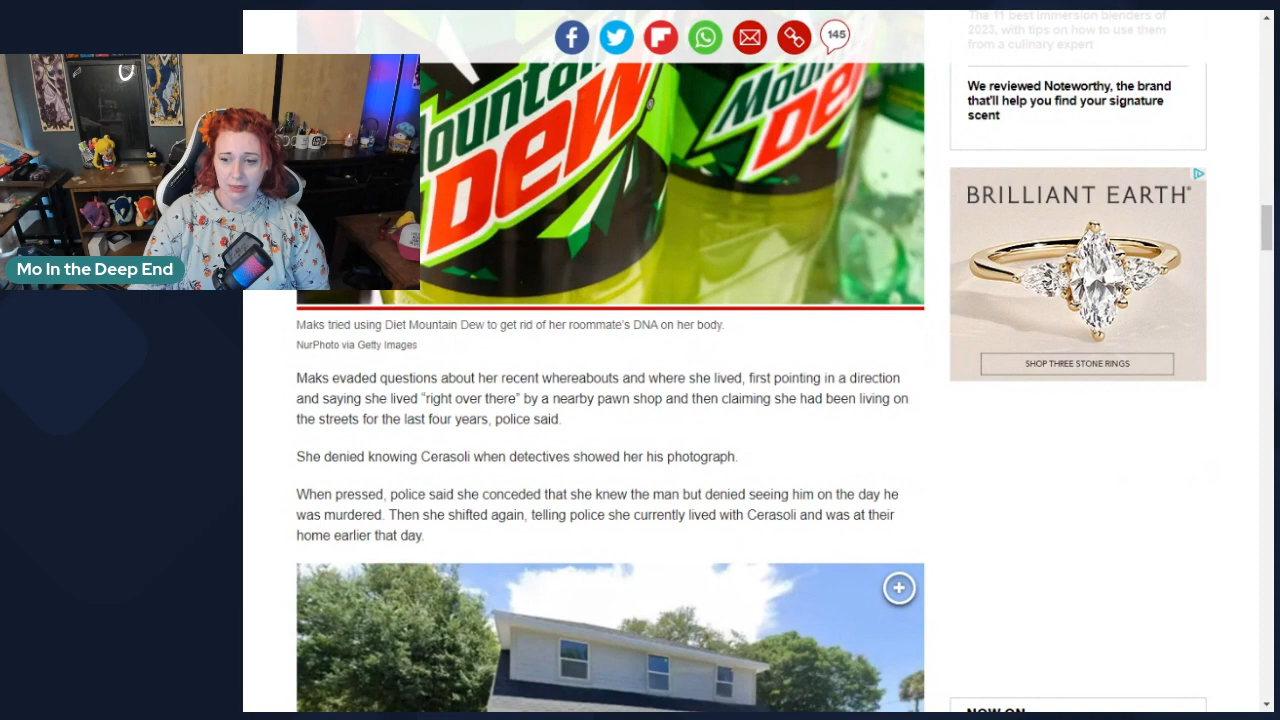 The 11 best immersion blenders of
2023, with tips on how to use them
from a culinary expert
145
We reviewed Noteworthy, the brand
that'll help you find your signature
scent
Mountain
Dew
Moun
De
BRILLIANT EARTH®
SHOP THREE STONE RINGS
Mo In the Deep End
Maks tried using Diet Mountain Dew to get rid of her roommate's DNA on her body.
NurPhoto via Getty Images
Maks evaded questions about her recent whereabouts and where she lived, first pointing in a direction
and saying she lived “right over there” by a nearby pawn shop and then claiming she had been living on
the streets for the last four years, police said.
She denied knowing Cerasoli when detectives showed her his photograph.
When pressed, police said she conceded that she knew the man but denied seeing him on the day he
was murdered. Then she shifted again, telling police she currently lived with Cerasoli and was at their
home earlier that day.
NOW ON